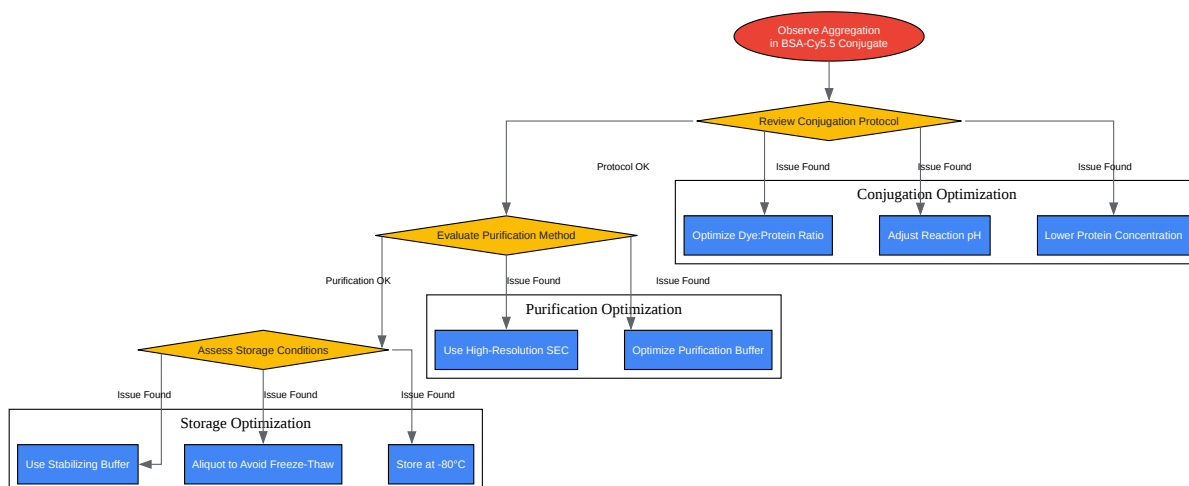 Observe Aggregation
in BSA-Cy5.5 Conjugate
Review Conjugation Protocol
Protocol OK
Issue Found
Issue Found
Issue Found
Conjugation Optimization
Optimize Dye:Protein Ratio
Adjust Reaction pH
Lower Protein Concentration
Evaluate Purification Method
Purification OK
Issue Found
Issue Found
Purification Optimization
Use High-Resolution SEC
Optimize Purification Buffer
Assess Storage Conditions
Issue Found
Issue Found
Issue Found
Storage Optimization
Use Stabilizing Buffer
Aliquot to Avoid Freeze-Thaw
Store at -80°C